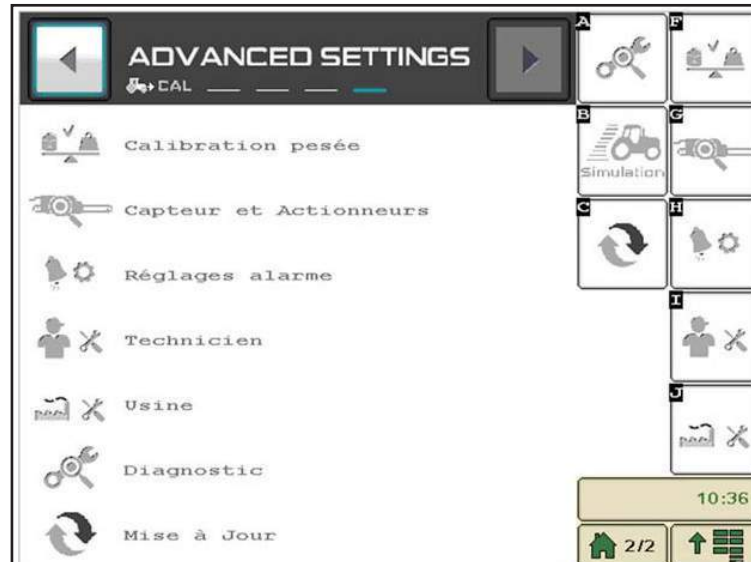 ADVANCED SETTINGS
CAL
Calibration pesée
Capteur et Actionneurs
Réglages alarme
Technicien
Usine
Diagnostic
Mise à Jour
A
F
B
Simulation
G
C
H
I
J
10:36
2/2